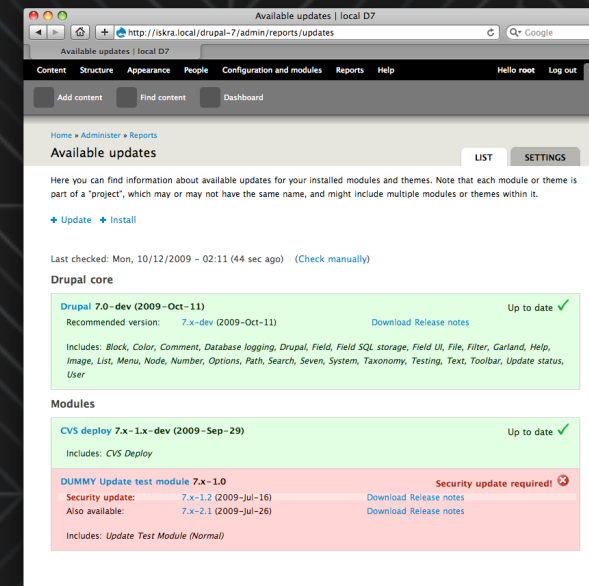 Available updates | local D7
http://iskra.local/drupal-7/admin/reports/updates
Google
Available updates | local D7
Content Structure Appearance People Configuration and modules Reports Help Hello root Log out
Add content Find content Dashboard
Home » Administer » Reports
Available updates
LIST SETTINGS
Here you can find information about available updates for your installed modules and themes. Note that each module or theme is
part of a "project", which may or may not have the same name, and might include multiple modules or themes within it.
+ Update + Install
Last checked: Mon, 10/12/2009 - 02:11 (44 sec ago) (Check manually)
Drupal core
Drupal 7.0-dev (2009-Oct-11) Up to date
Recommended version: 7.x-dev (2009-Oct-11) Download Release notes
Includes: Block, Color, Comment, Database logging, Drupal, Field, Field SQL storage, Field UI, File, Filter, Garland, Help,
Image, List, Menu, Node, Number, Options, Path, Search, Seven, System, Taxonomy, Testing, Text, Toolbar, Update status,
User
Modules
CVS deploy 7.x-1.x-dev (2009-Sep-29) Up to date
Includes: CVS Deploy
DUMMY Update test module 7.x-1.0 Security update required!
Security update: 7.x-1.2 (2009-Jul-16) Download Release notes
Also available: 7.x-2.1 (2009-Jul-26) Download Release notes
Includes: Update Test Module (Normal)